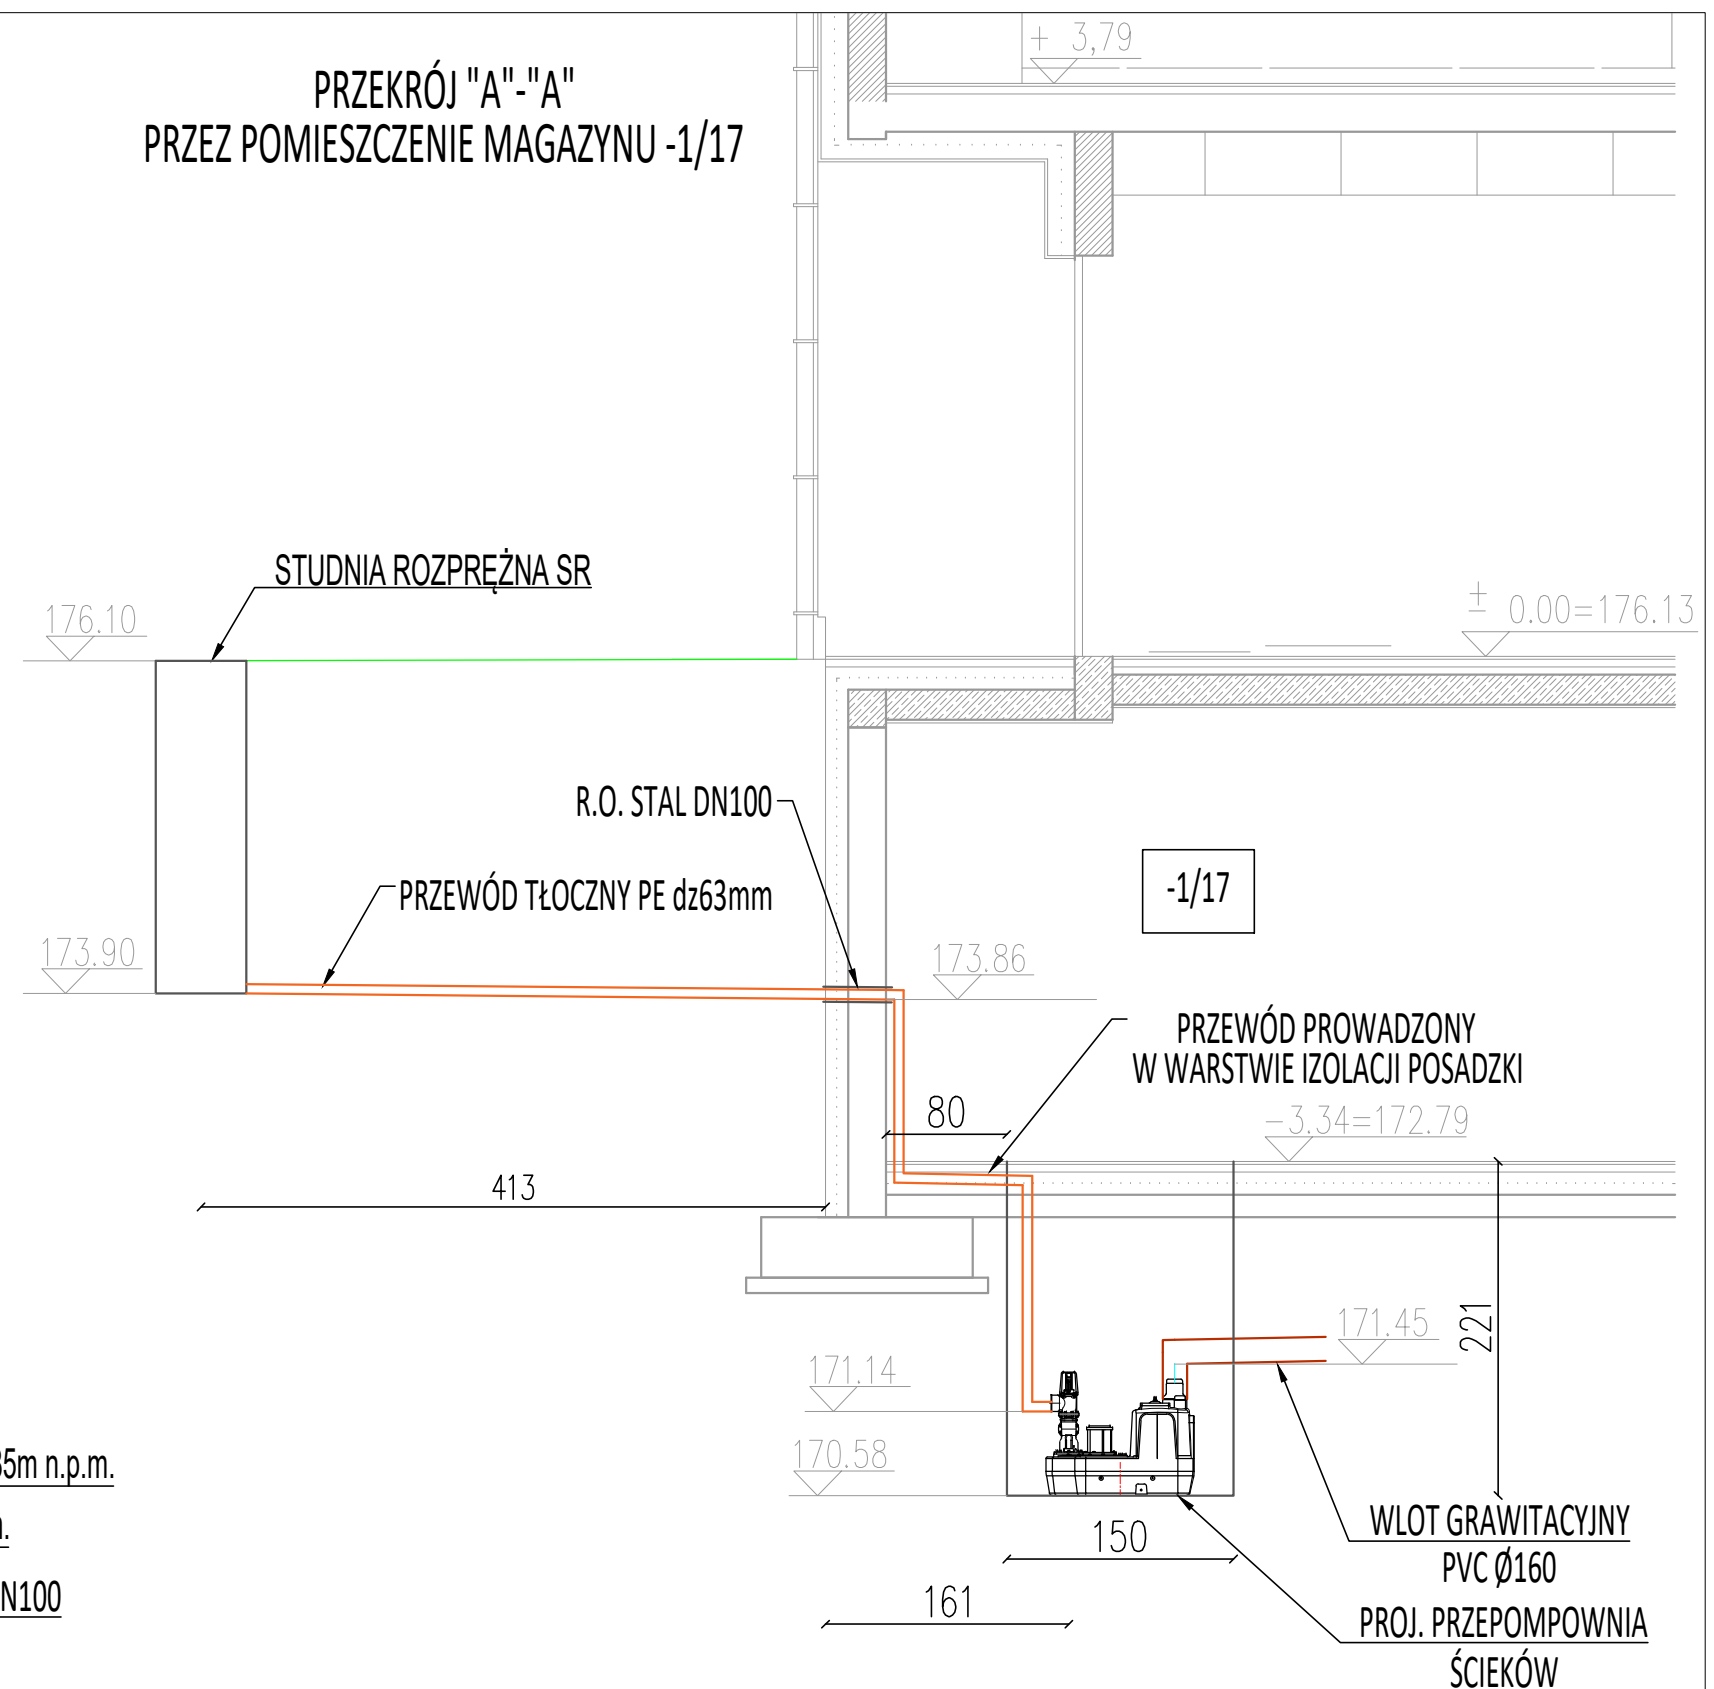 + 3,79
PRZEKRÓJ "A"-"A"
PRZEZ POMIESZCZENIE MAGAZYNU -1/17
STUDNIA ROZPRĘŻNA SR
176.10
± 0.00=176.13
R.O. STAL DN100
PRZEWÓD TŁOCZNY PE dz63mm
-1/17
173.90
173.86
PRZEWÓD PROWADZONY
W WARSTWIE IZOLACJI POSADZKI
80
-3.34=172.79
413
171.45
221
171.14
170.58
35m n.p.m.
WLOT GRAWITACYJNY
PVC Ø160
150
N100
161
PROJ. PRZEPOMPOWNIA
ŚCIEKÓW